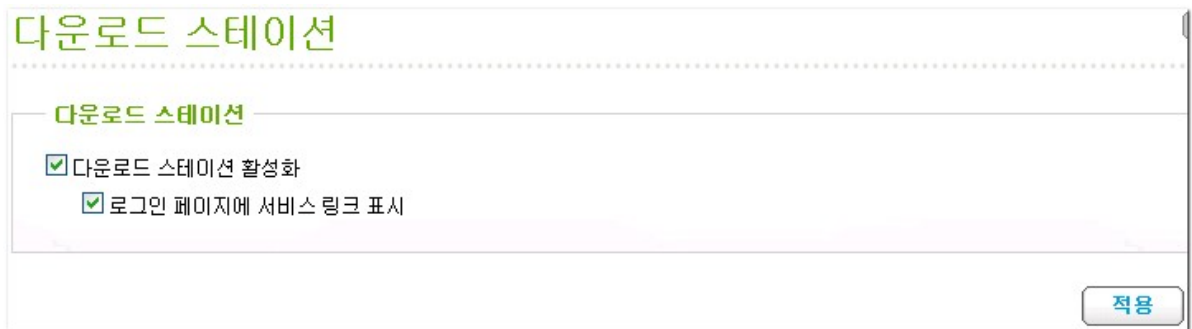 다운로드 스테이션
다운로드 스테이션
다운로드 스테이션 활성화
로그인 페이지에 서비스 링크 표시
적용